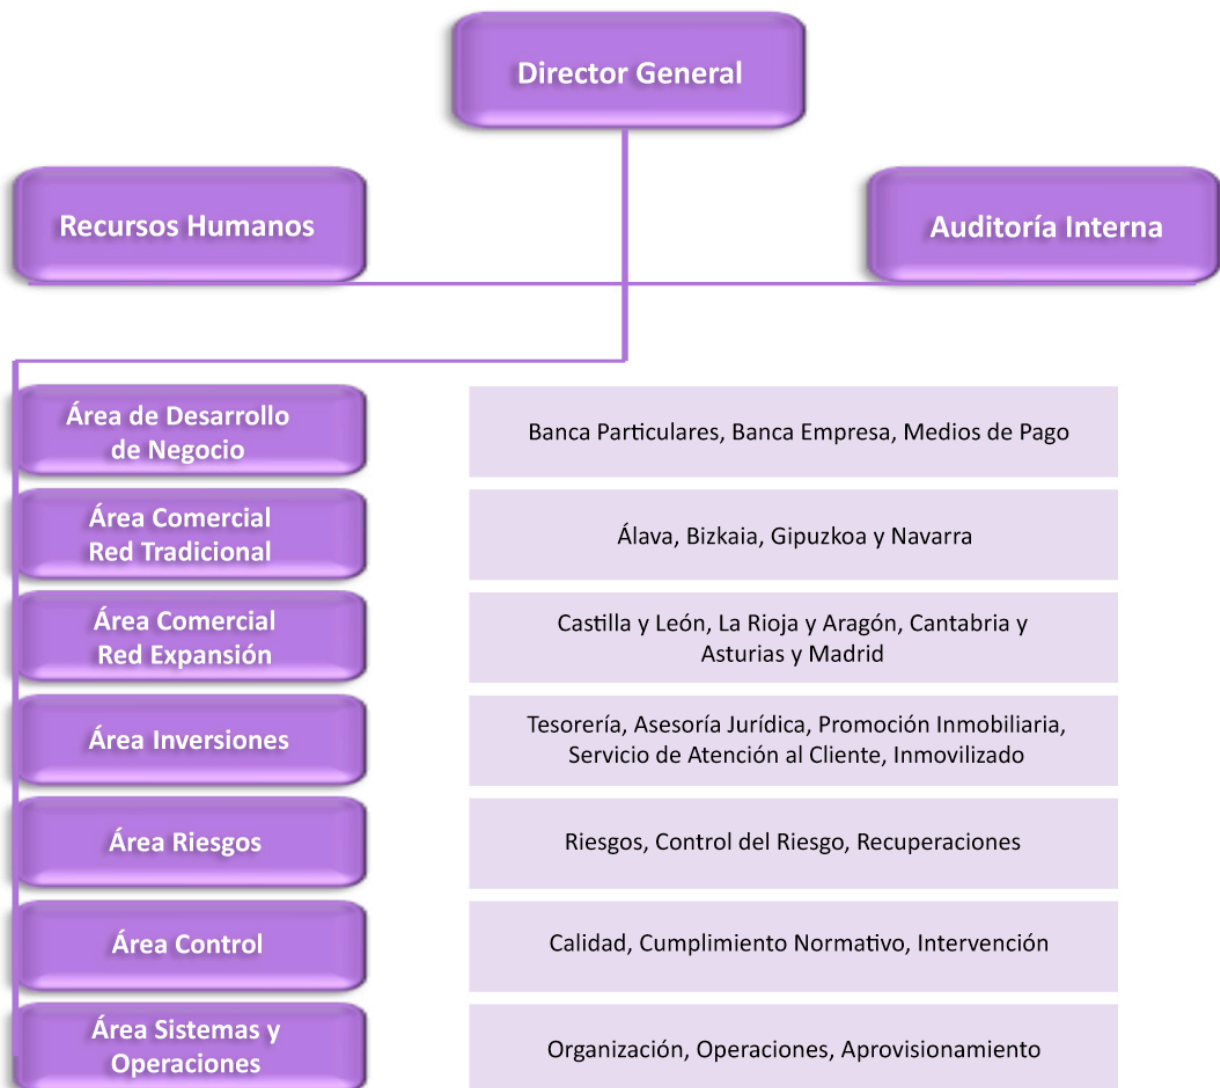 Director General
Recursos Humanos
Auditoría Interna
Área de Desarrollo
de Negocio
Banca Particulares, Banca Empresa, Medios de Pago
Área Comercial
Red Tradicional
Álava, Bizkaia, Gipuzkoa y Navarra
Área Comercial
Red Expansión
Castilla y León, La Rioja y Aragón, Cantabria y
Asturias y Madrid
Área Inversiones
Tesorería, Asesoría Jurídica, Promoción Inmobiliaria,
Servicio de Atención al Cliente, Inmovilizado
Área Riesgos
Riesgos, Control del Riesgo, Recuperaciones
Área Control
Calidad, Cumplimiento Normativo, Intervención
Área Sistemas y
Operaciones
Organización, Operaciones, Aprovisionamiento